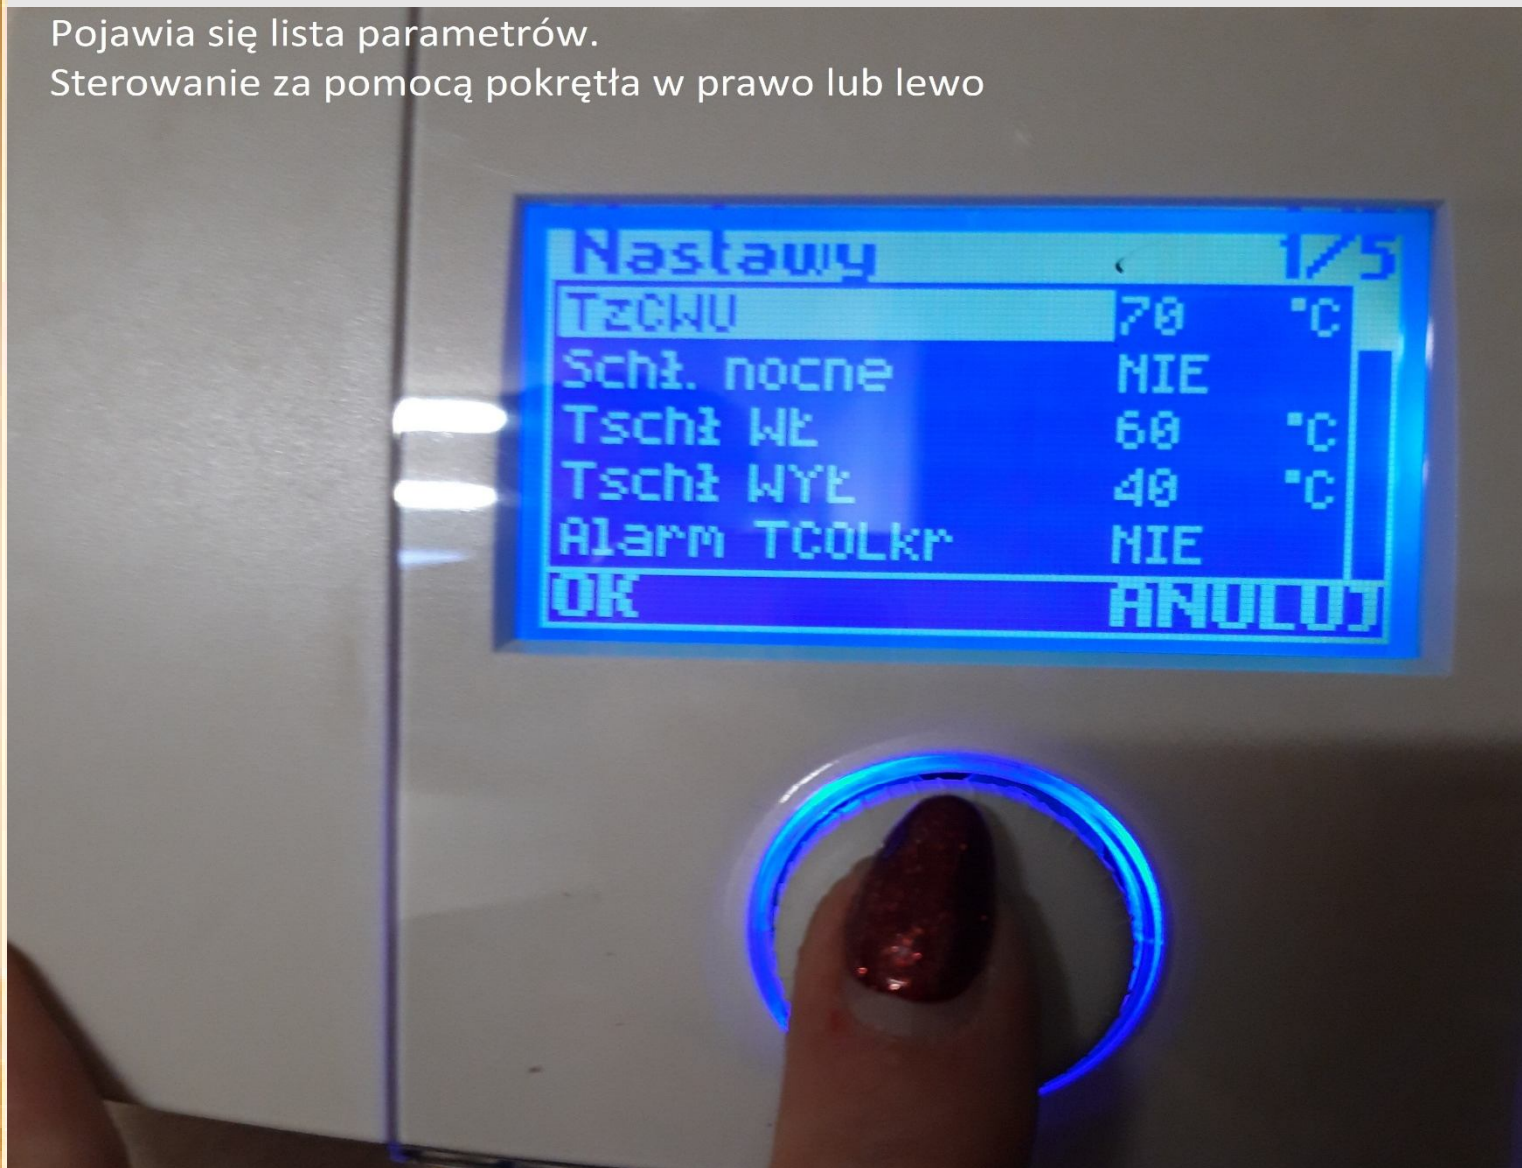 Pojawia się lista parametrów.
Sterowanie za pomocą pokrętła w prawo lub lewo
Nastawy 1/5
TzCWU 70 °C
Schł. nocne NIE
Tschł WŁ 60 °C
Tschł WYŁ 40 °C
Alarm TCOLkr NIE
OK ANULUJ